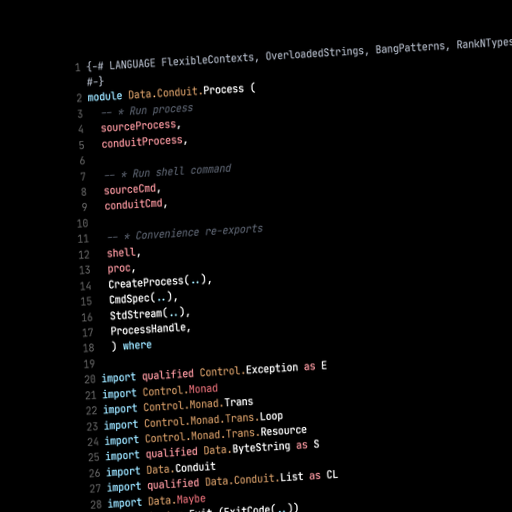 1 {-# LANGUAGE FlexibleContexts, OverloadedStrings, BangPatterns, RankNTypes
#-}
2 module Data.Conduit.Process (
3 -- * Run process
4 sourceProcess,
5 conduitProcess,
6
7 -- * Run shell command
8 sourceCmd,
9 conduitCmd,
10
11 -- * Convenience re-exports
12 shell,
13 proc,
14 CreateProcess(..),
15 CmdSpec(..),
16 StdStream(..),
17 ProcessHandle,
18 ) where
19
20 import qualified Control.Exception as E
21 import Control.Monad
22 import Control.Monad.Trans
23 import Control.Monad.Trans.Loop
24 import Control.Monad.Trans.Resource
25 import qualified Data.ByteString as S
26 import Data.Conduit
27 import qualified Data.Conduit.List as CL
28 import Data.Maybe
Exit (ExitCode(..))